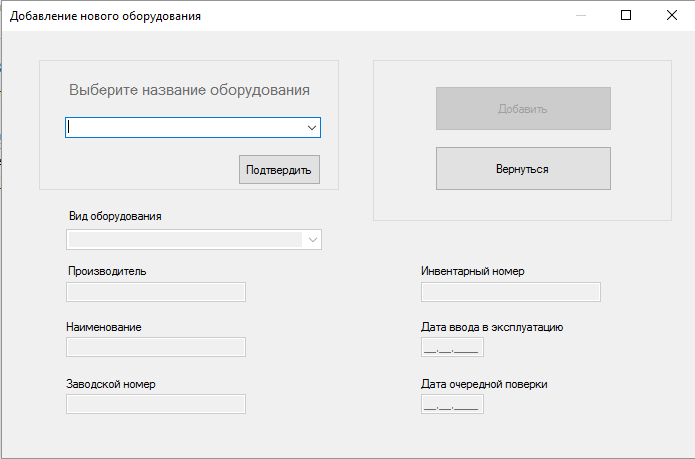 Добавление нового оборудования
Выберите название оборудования
Добавить
Подтвердить
Вернуться
Вид оборудования
Производитель
Инвентарный номер
Наименование
Дата ввода в эксплуатацию
__.__.____
Заводской номер
Дата очередной поверки
__.__.____